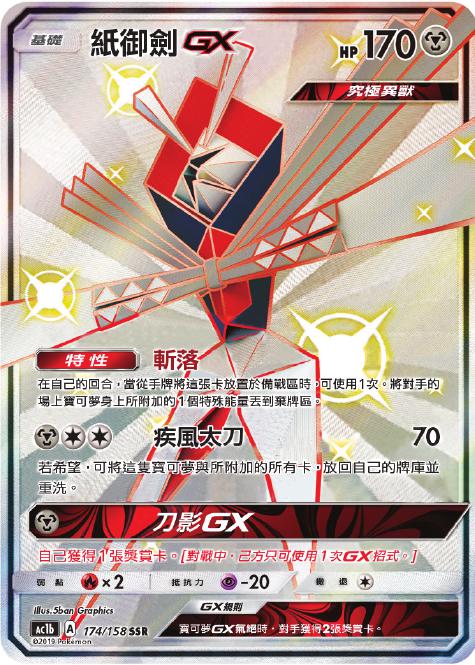 基礎 紙御劍GX HP170
究極異獸
特性 斬落
在自己的回合,當從手牌將這張卡放置於備戰區時,可使用1次。將對手的
場上寶可夢身上所附加的1個特殊能量丟到棄牌區。
疾風太刀 70
若希望,可將這隻寶可夢與所附加的所有卡,放回自己的牌庫並
重洗。
刀影GX
自己獲得1張獎賞卡。[對戰中,己方只可使用1次GX招式。]
弱點 ×2 抵抗力 -20 撤退
Illus.5ban Graphics GX規則
AC1b A 174/158 SSR 寶可夢GX氣絕時,對手獲得2張獎賞卡。
©2019 Pokémon